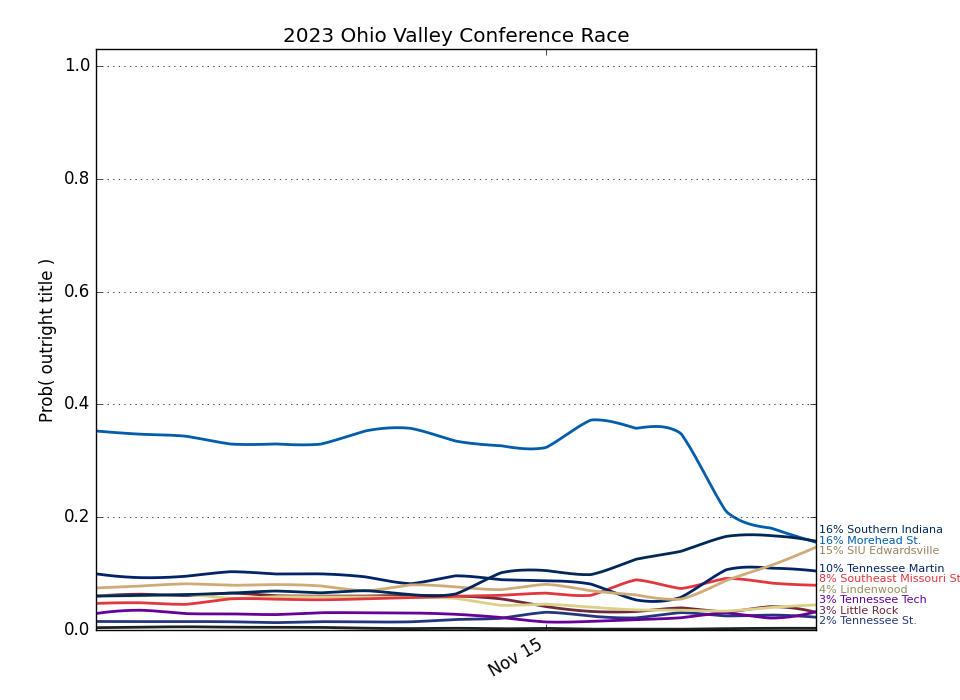 2023 Ohio Valley Conference Race
1.0
0.8
0.6
0.4
0.2
0.0
Prob( outright title )
Nov 15
16% Southern Indiana
16% Morehead St.
15% SIU Edwardsville
10% Tennessee Martin
8% Southeast Missouri St
4% Lindenwood
3% Tennessee Tech
3% Little Rock
2% Tennessee St.